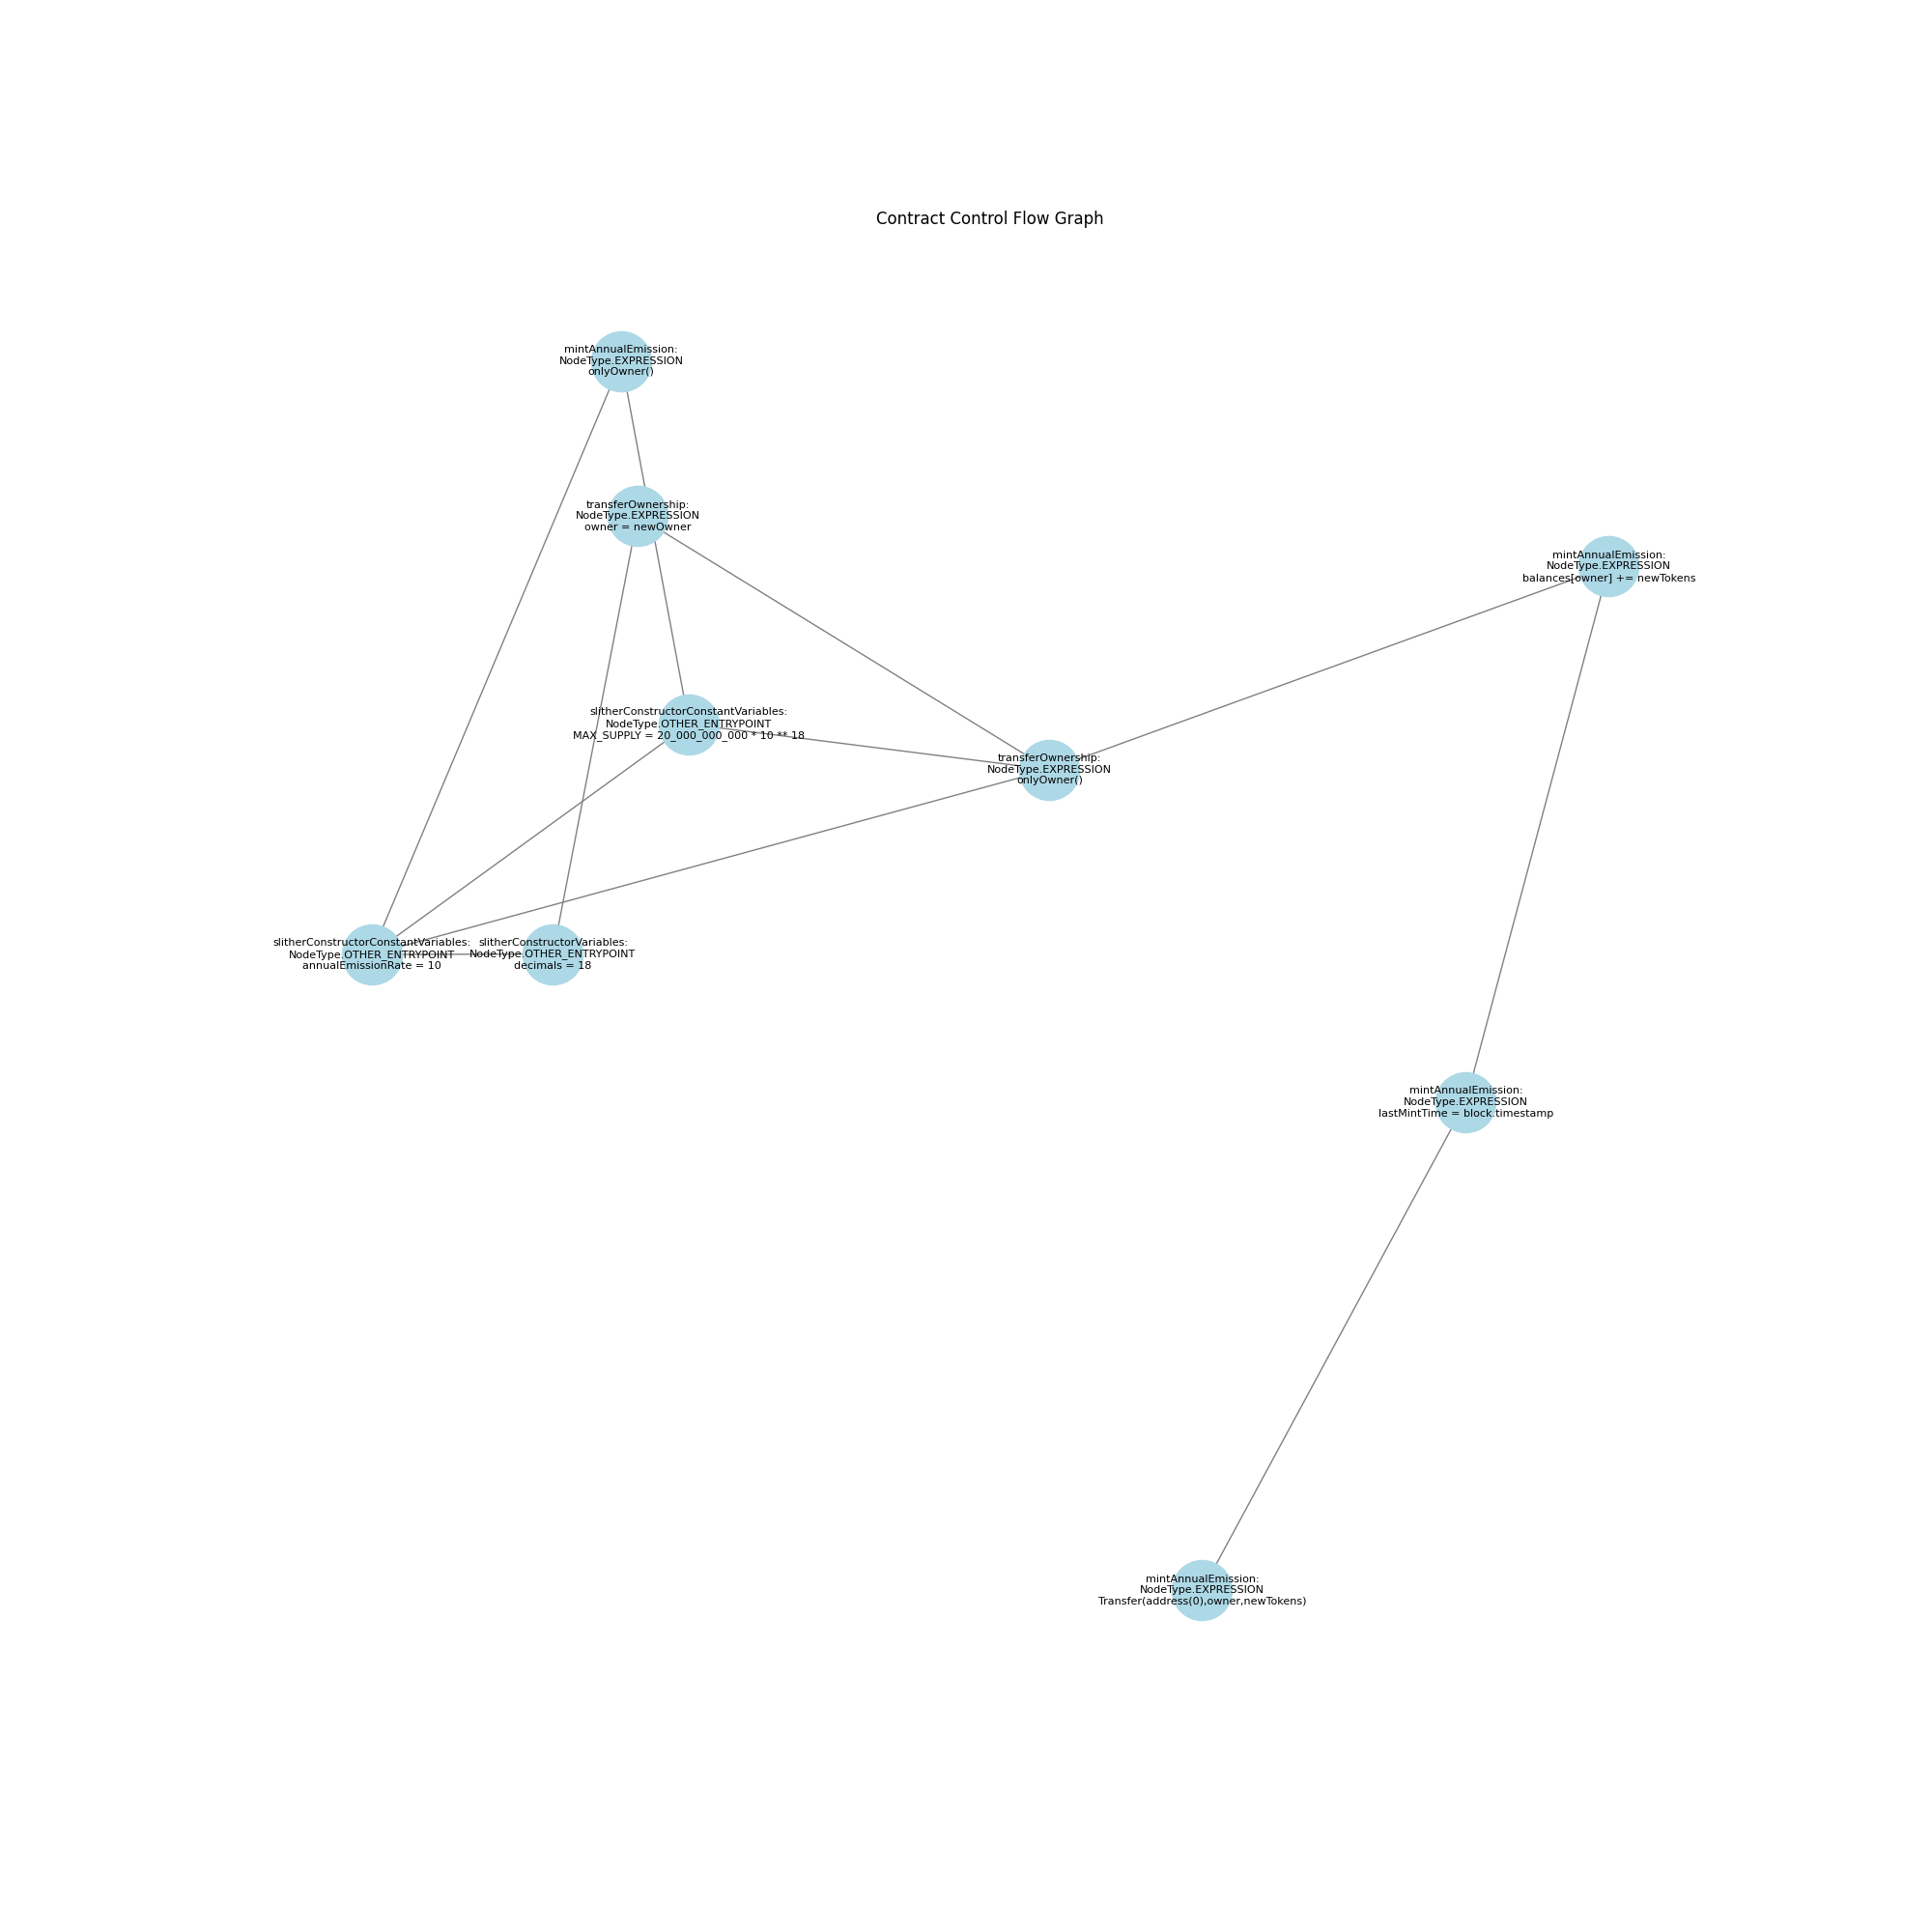 Contract Control Flow Graph
mintAnnualEmission:
NodeType.EXPRESSION
onlyOwner()
transferOwnership:
NodeType.EXPRESSION
owner = newOwner
mintAnnualEmission:
NodeType.EXPRESSION
balances[owner] += newTokens
slitherConstructorConstantVariables:
NodeType.OTHER_ENTRYPOINT
MAX_SUPPLY = 20_000_000_000 * 10 ** 18
transferOwnership:
NodeType.EXPRESSION
onlyOwner()
slitherConstructorConstantVariables:
NodeType.OTHER_ENTRYPOINT
annualEmissionRate = 10
slitherConstructorVariables:
NodeType.OTHER_ENTRYPOINT
decimals = 18
mintAnnualEmission:
NodeType.EXPRESSION
lastMintTime = block.timestamp
mintAnnualEmission:
NodeType.EXPRESSION
Transfer(address(0),owner,newTokens)